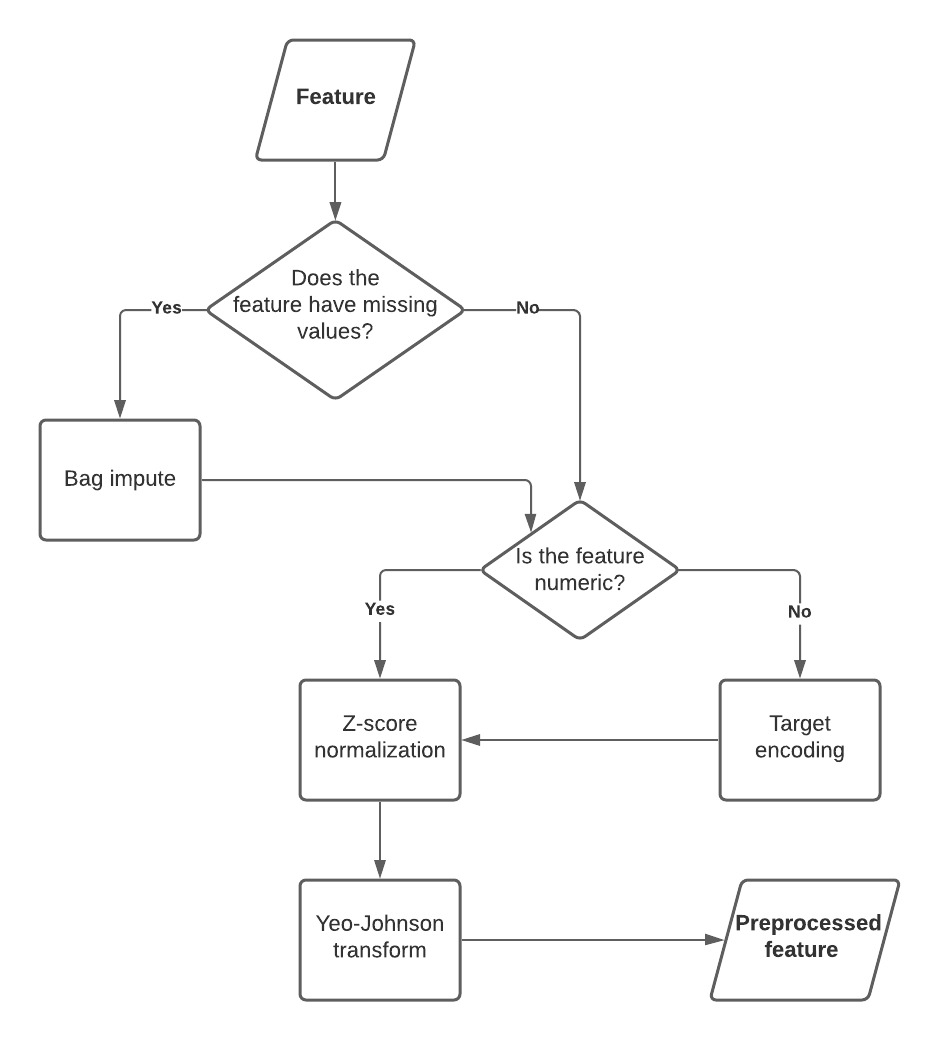 Feature
Does the
feature have missing
values?
Yes
No
Bag impute
Is the feature
numeric?
Yes
No
Z-score
normalization
Target
encoding
Yeo-Johnson
transform
Preprocessed
feature